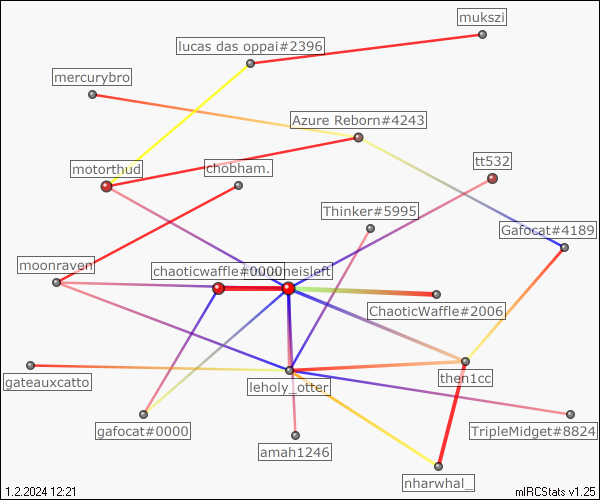 mukszi
lucas das oppai#2396
mercurybro
Azure Reborn#4243
tt532
motorthud
chobham.
Thinker#5995
Gafocat#4189
moonraven
chaoticwaffle#0000
noneisleft
ChaoticWaffle#2006
gateauxcatto
leholy_otter
then1cc
gafocat#0000
TripleMidget#8824
amah1246
nharwhal_
1.2.2024 12:21
mIRCStats v1.25